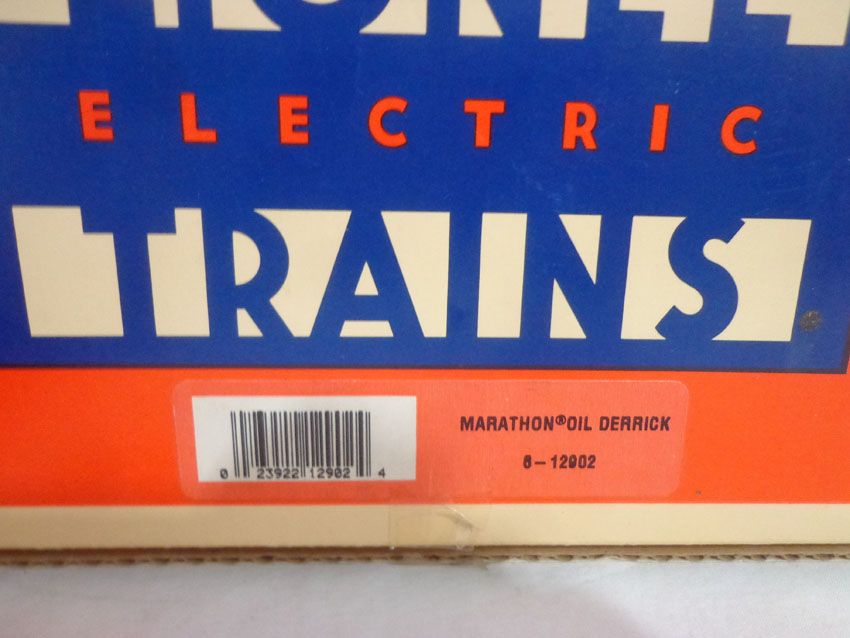 ELECTRIC
TRAINS
MARATHON®OIL DERRICK
6-12902
0 23922 12902 4